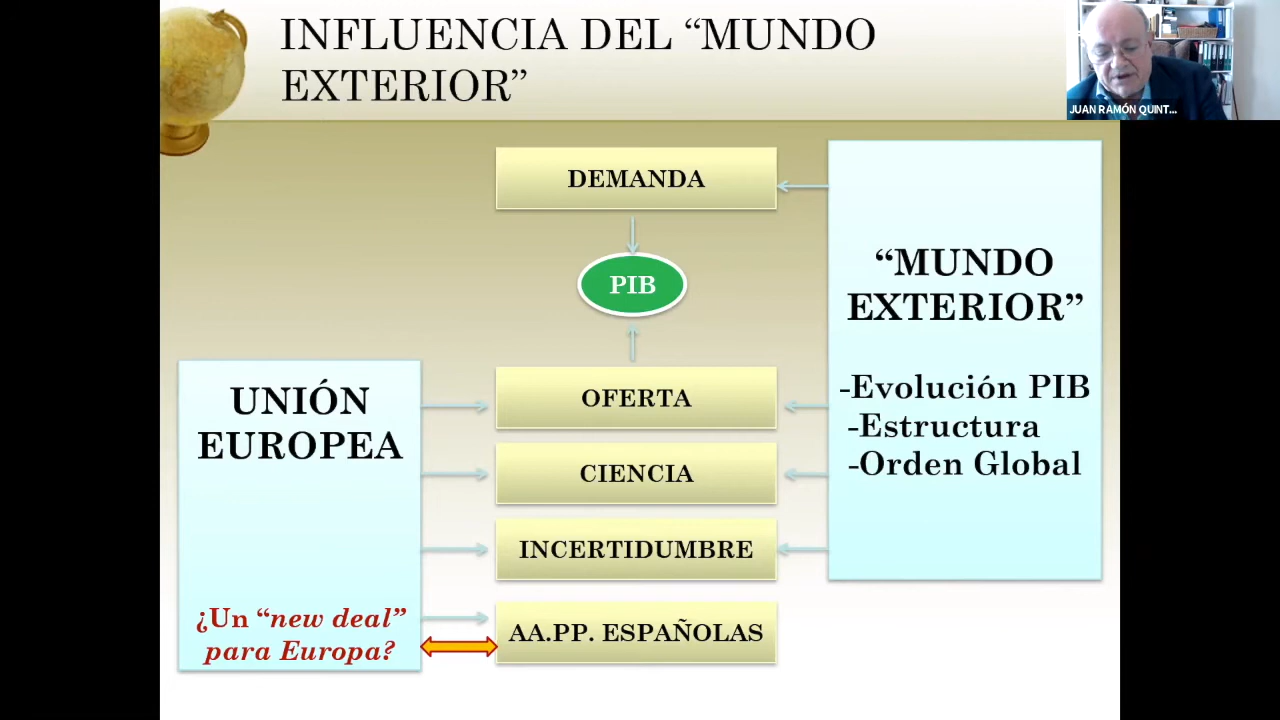 INFLUENCIA DEL “MUNDO
EXTERIOR”
JUAN RAMÓN QUINT...
DEMANDA
PIB
“MUNDO
EXTERIOR”
-Evolución PIB
-Estructura
-Orden Global
UNIÓN
EUROPEA
¿Un “new deal”
para Europa?
OFERTA
CIENCIA
INCERTIDUMBRE
AA.PP. ESPAÑOLAS